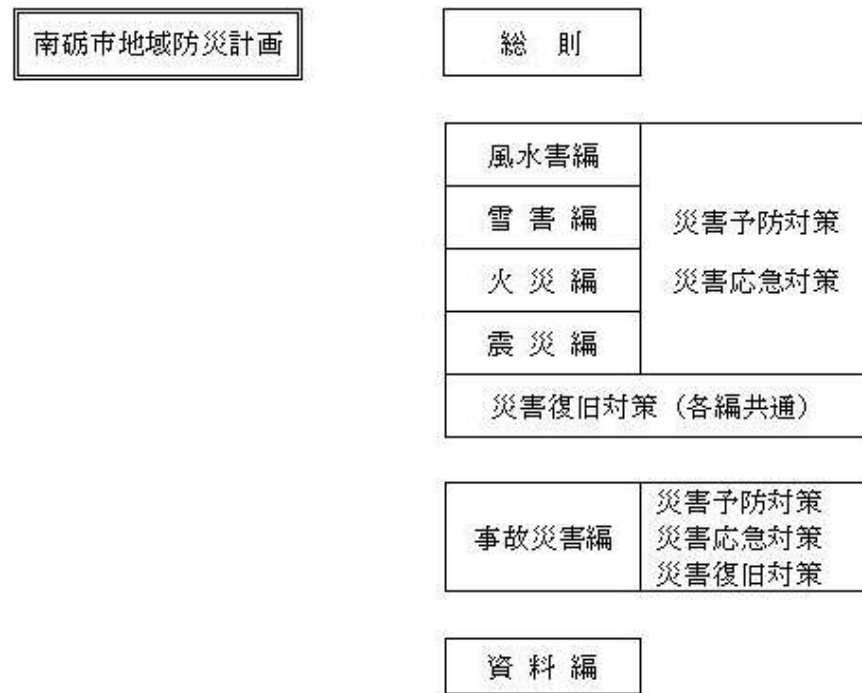 南砺市地域防災計画
総 則
風水害編
雪 害 編
火 災 編
震 災 編
災害予防対策
災害応急対策
災害復旧対策（各編共通）
事故災害編
災害予防対策
災害応急対策
災害復旧対策
資 料 編